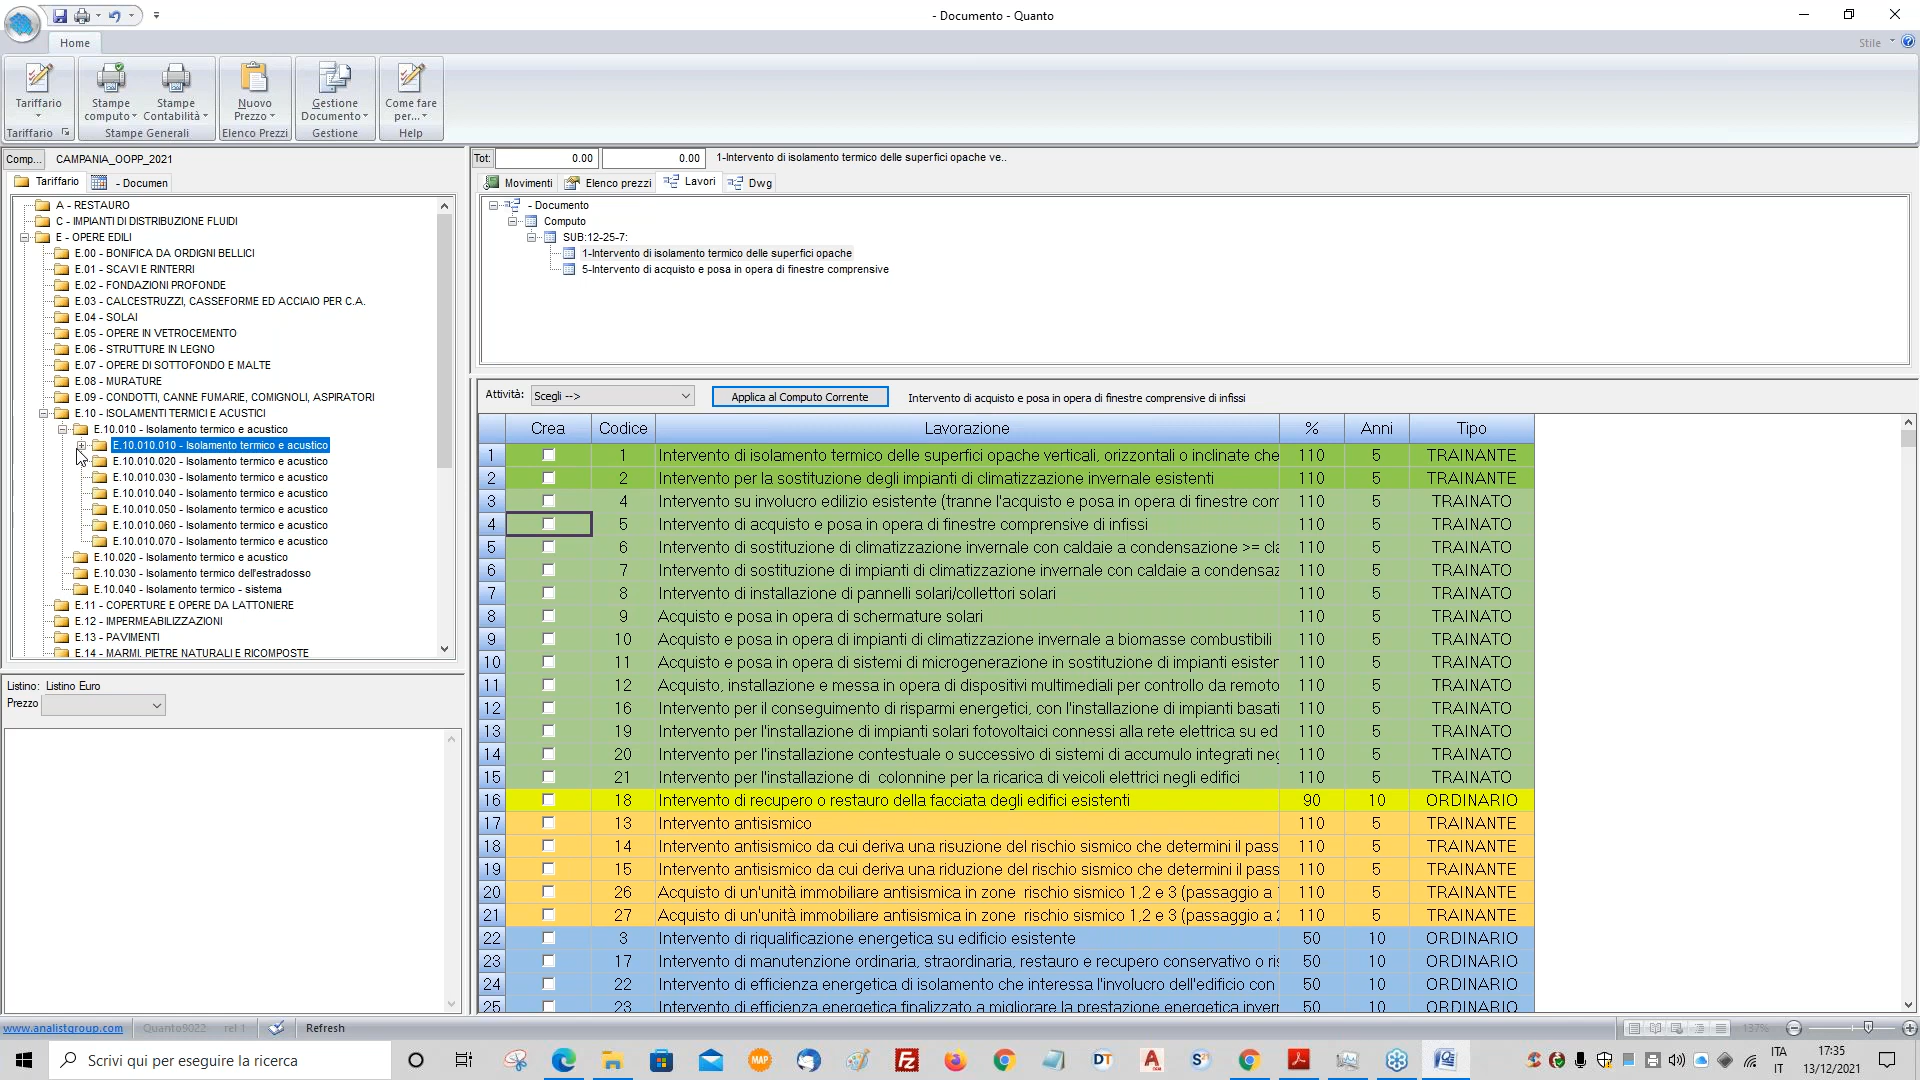 - Documento - Quanto
Home
Stile
Tariffario
Stampe computo
Stampe Contabilità
Nuovo Prezzo
Gestione Documento
Come fare per...
Tariffario
Stampe Generali
Elenco Prezzi
Gestione
Help
Comp... CAMPANIA_OOPP_2021
Tariffario - Documen
A - RESTAURO
C - IMPIANTI DI DISTRIBUZIONE FLUIDI
E - OPERE EDILI
E.00 - BONIFICA DA ORDIGNI BELLICI
E.01 - SCAVI E RINTERRI
E.02 - FONDAZIONI PROFONDE
E.03 - CALCESTRUZZI, CASSEFORME ED ACCIAIO PER C.A.
E.04 - SOLAI
E.05 - OPERE IN VETROCEMENTO
E.06 - STRUTTURE IN LEGNO
E.07 - OPERE DI SOTTOFONDO E MALTE
E.08 - MURATURE
E.09 - CONDOTTI, CANNE FUMARIE, COMIGNOLI, ASPIRATORI
E.10 - ISOLAMENTI TERMICI E ACUSTICI
E.10.010 - Isolamento termico e acustico
E.10.010.010 - Isolamento termico e acustico
E.10.010.020 - Isolamento termico e acustico
E.10.010.030 - Isolamento termico e acustico
E.10.010.040 - Isolamento termico e acustico
E.10.010.050 - Isolamento termico e acustico
E.10.010.060 - Isolamento termico e acustico
E.10.010.070 - Isolamento termico e acustico
E.10.020 - Isolamento termico e acustico
E.10.030 - Isolamento termico dell'estradosso
E.10.040 - Isolamento termico - sistema
E.11 - COPERTURE E OPERE DA LATTONIERE
E.12 - IMPERMEABILIZZAZIONI
E.13 - PAVIMENTI
E.14 - MARMI, PIETRE NATURALI E RICOMPOSTE
Listino: Listino Euro
Prezzo
Tot: 0.00 0.00 1-Intervento di isolamento termico delle superfici opache ve..
Movimenti Elenco prezzi Lavori Dwg
- Documento
Computo
SUB:12-25-7:
1-Intervento di isolamento termico delle superfici opache
5-Intervento di acquisto e posa in opera di finestre comprensive
Attività: Scegli --> Applica al Computo Corrente Intervento di acquisto e posa in opera di finestre comprensive di infissi
Crea Codice Lavorazione % Anni Tipo
1 1 Intervento di isolamento termico delle superfici opache verticali, orizzontali o inclinate che 110 5 TRAINANTE
2 2 Intervento per la sostituzione degli impianti di climatizzazione invernale esistenti 110 5 TRAINANTE
3 4 Intervento su involucro edilizio esistente (tranne l'acquisto e posa in opera di finestre com 110 5 TRAINATO
4 5 Intervento di acquisto e posa in opera di finestre comprensive di infissi 110 5 TRAINATO
5 6 Intervento di sostituzione di climatizzazione invernale con caldaie a condensazione >= cla 110 5 TRAINATO
6 7 Intervento di sostituzione di impianti di climatizzazione invernale con caldaie a condensaz 110 5 TRAINATO
7 8 Intervento di installazione di pannelli solari/collettori solari 110 5 TRAINATO
8 9 Acquisto e posa in opera di schermature solari 110 5 TRAINATO
9 10 Acquisto e posa in opera di impianti di climatizzazione invernale a biomasse combustibili 110 5 TRAINATO
10 11 Acquisto e posa in opera di sistemi di microgenerazione in sostituzione di impianti esisten 110 5 TRAINATO
11 12 Acquisto, installazione e messa in opera di dispositivi multimediali per controllo da remoto 110 5 TRAINATO
12 16 Intervento per il conseguimento di risparmi energetici, con l'installazione di impianti basati 110 5 TRAINATO
13 19 Intervento per l'installazione di impianti solari fotovoltaici connessi alla rete elettrica su ed 110 5 TRAINATO
14 20 Intervento per l'installazione contestuale o successivo di sistemi di accumulo integrati neg 110 5 TRAINATO
15 21 Intervento per l'installazione di colonnine per la ricarica di veicoli elettrici negli edifici 110 5 TRAINATO
16 18 Intervento di recupero o restauro della facciata degli edifici esistenti 90 10 ORDINARIO
17 13 Intervento antisismico 110 5 TRAINANTE
18 14 Intervento antisismico da cui deriva una risuzione del rischio sismico che determini il pass 110 5 TRAINANTE
19 15 Intervento antisismico da cui deriva una riduzione del rischio sismico che determini il pass 110 5 TRAINANTE
20 26 Acquisto di un'unità immobiliare antisismica in zone rischio sismico 1,2 e 3 (passaggio a 110 5 TRAINANTE
21 27 Acquisto di un'unità immobiliare antisismica in zone rischio sismico 1,2 e 3 (passaggio a 2 110 5 TRAINANTE
22 3 Intervento di riqualificazione energetica su edificio esistente 50 10 ORDINARIO
23 17 Intervento di manutenzione ordinaria, straordinaria, restauro e recupero conservativo o ris 50 10 ORDINARIO
24 22 Intervento di efficienza energetica di isolamento che interessa l'involucro dell'edificio con 50 10 ORDINARIO
25 23 Intervento di efficienza energetica finalizzato a migliorare la prestazione energetica invern 50 10 ORDINARIO
www.analistgroup.com Quanto9022 rel 1 Refresh 137%
Scrivi qui per eseguire la ricerca
MAP
DT
ITA
IT
17:35
13/12/2021